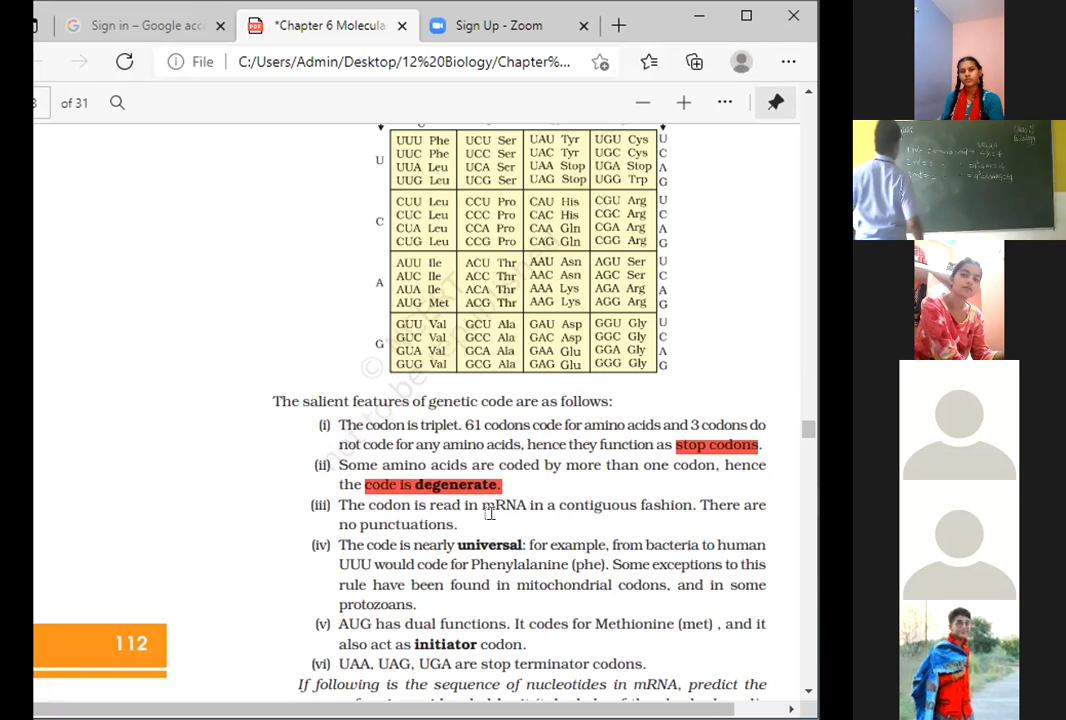 Sign in – Google acc
*Chapter 6 Molecula
Sign Up - Zoom
File
C:/Users/Admin/Desktop/12%20Biology/Chapter%...
of 31
U
UUU Phe UCU Ser UAU Tyr UGU Cys U
UUC Phe UCC Ser UAC Tyr UGC Cys C
UUA Leu UCA Ser UAA Stop UGA Stop A
UUG Leu UCG Ser UAG Stop UGG Trp G
C
CUU Leu CCU Pro CAU His CGU Arg U
CUC Leu CCC Pro CAC His CGC Arg C
CUA Leu CCA Pro CAA Gln CGA Arg A
CUG Leu CCG Pro CAG Gln CGG Arg G
A
AUU Ile ACU Thr AAU Asn AGU Ser U
AUC Ile ACC Thr AAC Asn AGC Ser C
AUA Ile ACA Thr AAA Lys AGA Arg A
AUG Met ACG Thr AAG Lys AGG Arg G
G
GUU Val GCU Ala GAU Asp GGU Gly U
GUC Val GCC Ala GAC Asp GGC Gly C
GUA Val GCA Ala GAA Glu GGA Gly A
GUG Val GCG Ala GAG Glu GGG Gly G
© NCERT
not to be republished
The salient features of genetic code are as follows:
(i) The codon is triplet. 61 codons code for amino acids and 3 codons do
not code for any amino acids, hence they function as stop codons.
(ii) Some amino acids are coded by more than one codon, hence
the code is degenerate.
(iii) The codon is read in mRNA in a contiguous fashion. There are
no punctuations.
(iv) The code is nearly universal: for example, from bacteria to human
UUU would code for Phenylalanine (phe). Some exceptions to this
rule have been found in mitochondrial codons, and in some
protozoans.
(v) AUG has dual functions. It codes for Methionine (met) , and it
also act as initiator codon.
(vi) UAA, UAG, UGA are stop terminator codons.
If following is the sequence of nucleotides in mRNA, predict the
112
Biology